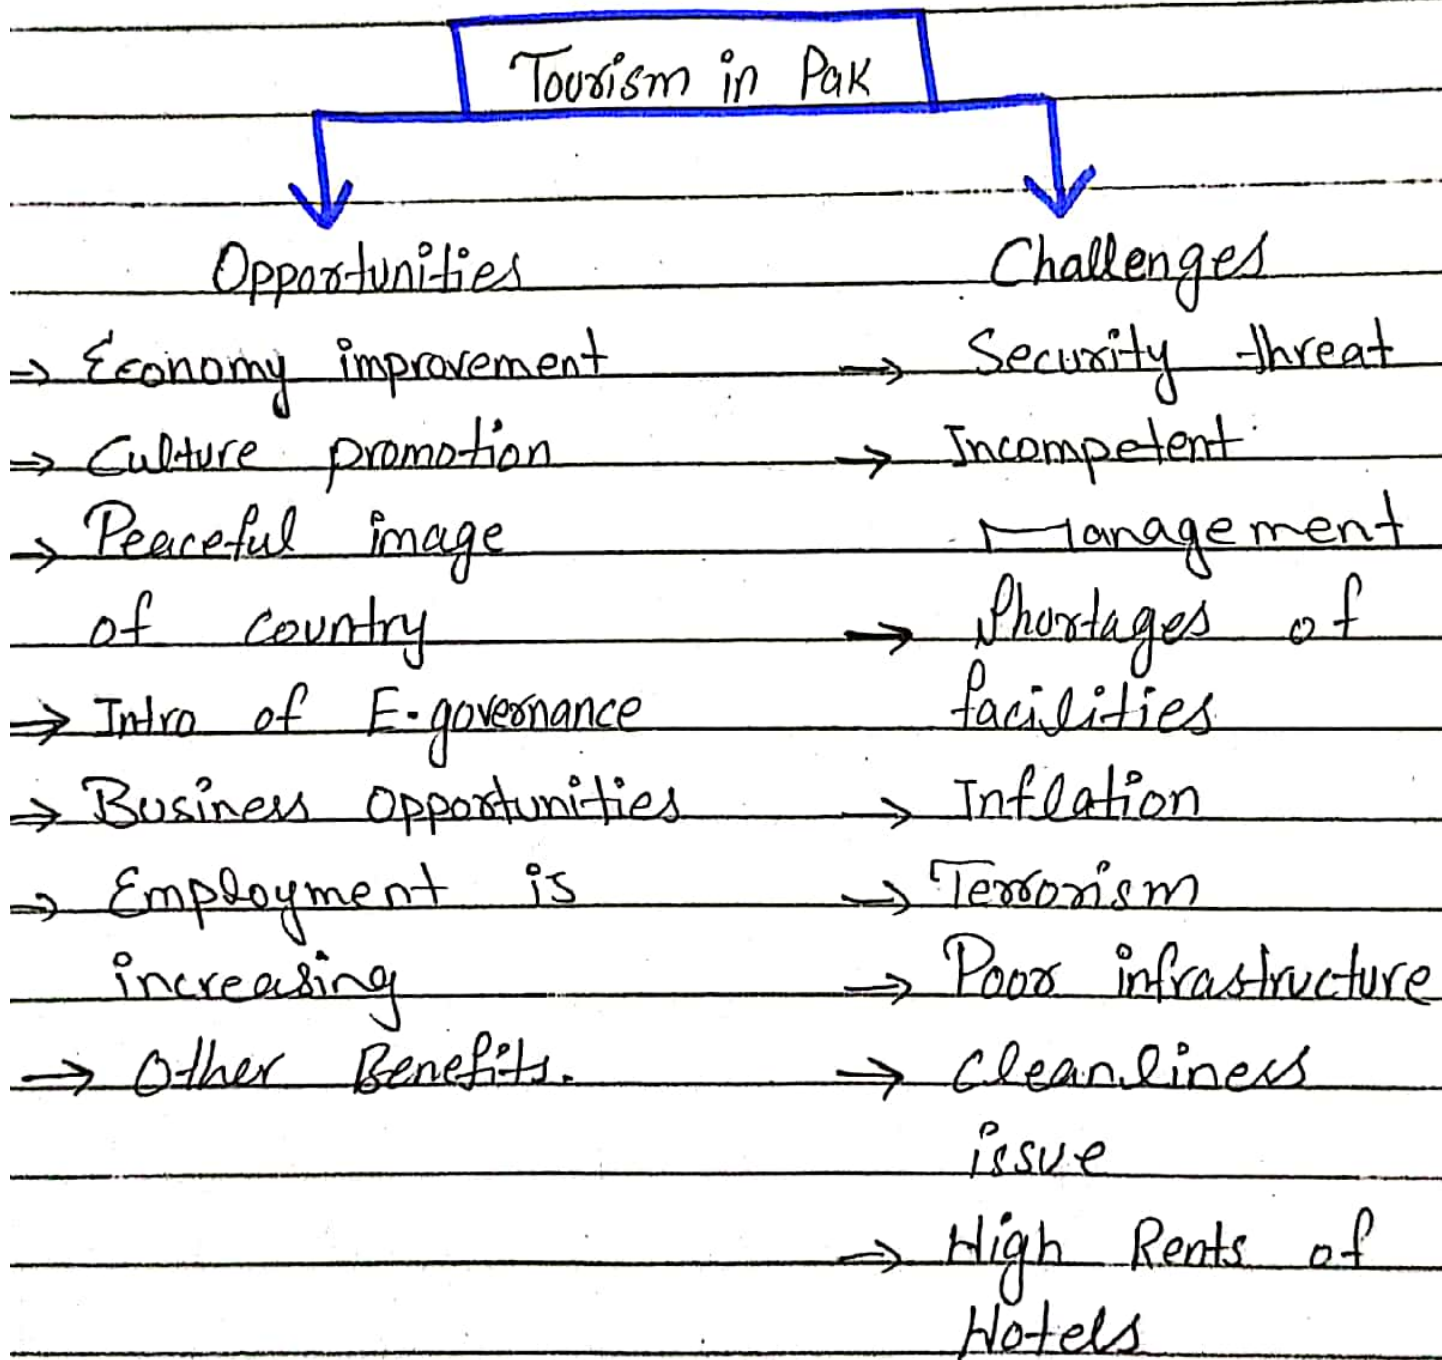 Tourism in Pak
Opportunities
⇒ Economy improvement
⇒ Culture promotion
⇒ Peaceful image
of country
⇒ Intro of E-governance
⇒ Business opportunities
⇒ Employment is
increasing
⇒ Other Benefits.
Challenges
→ Security threat
→ Incompetent
Management
→ Shortages of
facilities
→ Inflation
→ Terrorism
→ Poor infrastructure
→ cleanliness
issue
→ High Rents of
Hotels